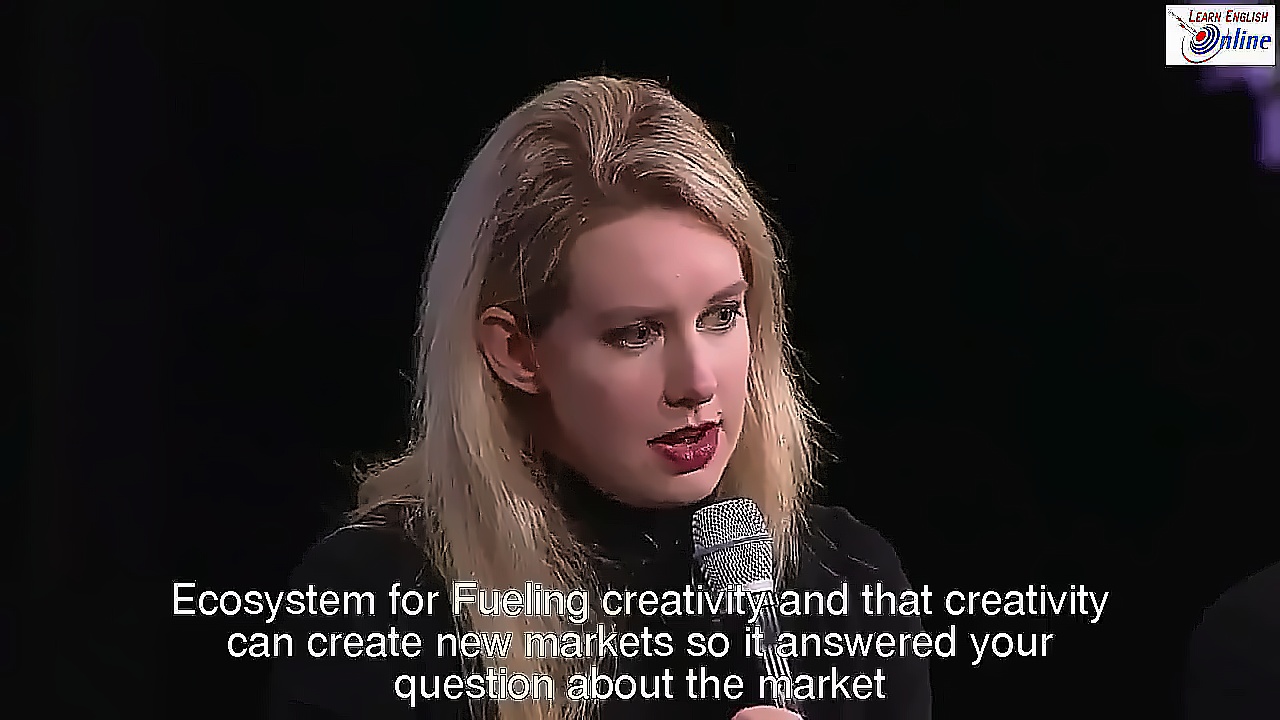 LEARN ENGLISH
Online
Ecosystem for Fueling creativity and that creativity
can create new markets so it answered your
question about the market